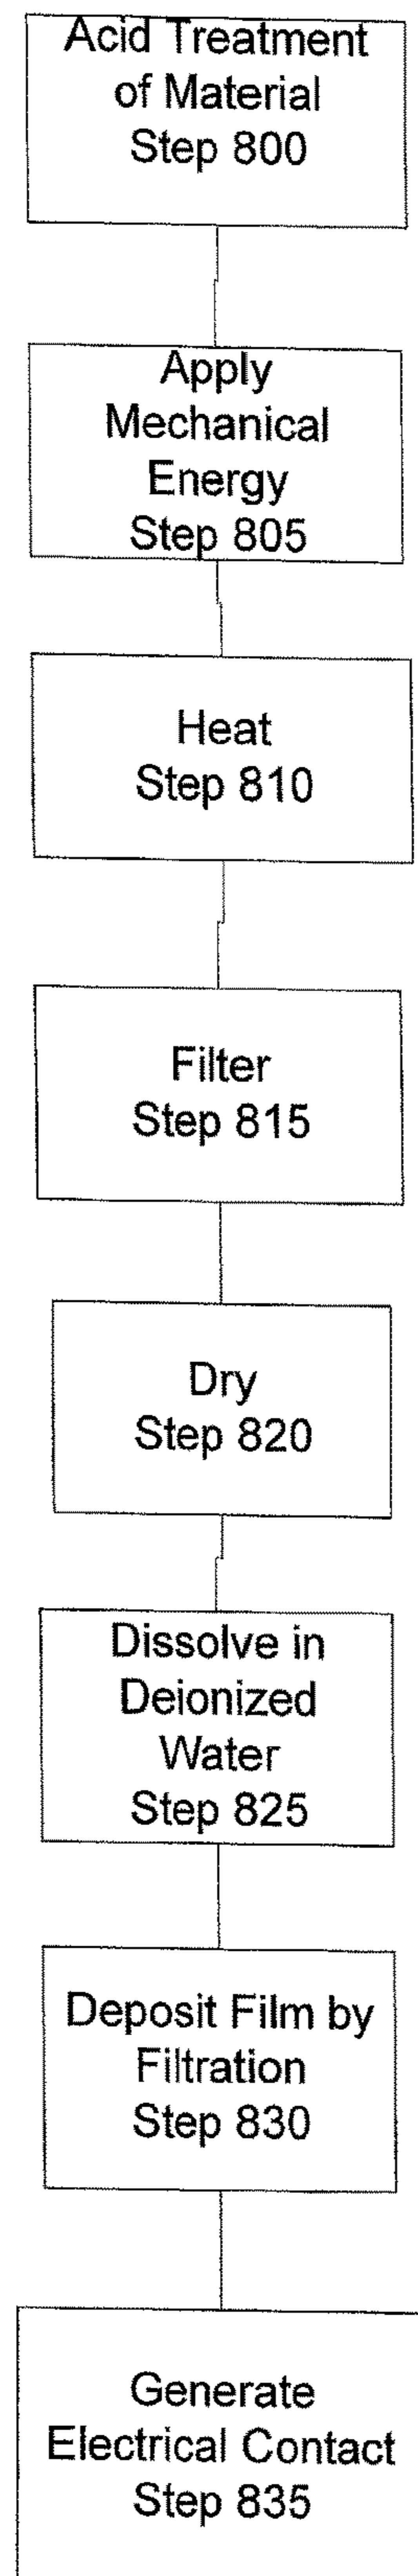 Acid Treatment
of Material
Step 800
Apply
Mechanical
Energy
Step 805
Heat
Step 810
Filter
Step 815
Dry
Step 820
Dissolve in
Deionized
Water
Step 825
Deposit Film by
Filtration
Step 830
Generate
Electrical Contact
Step 835